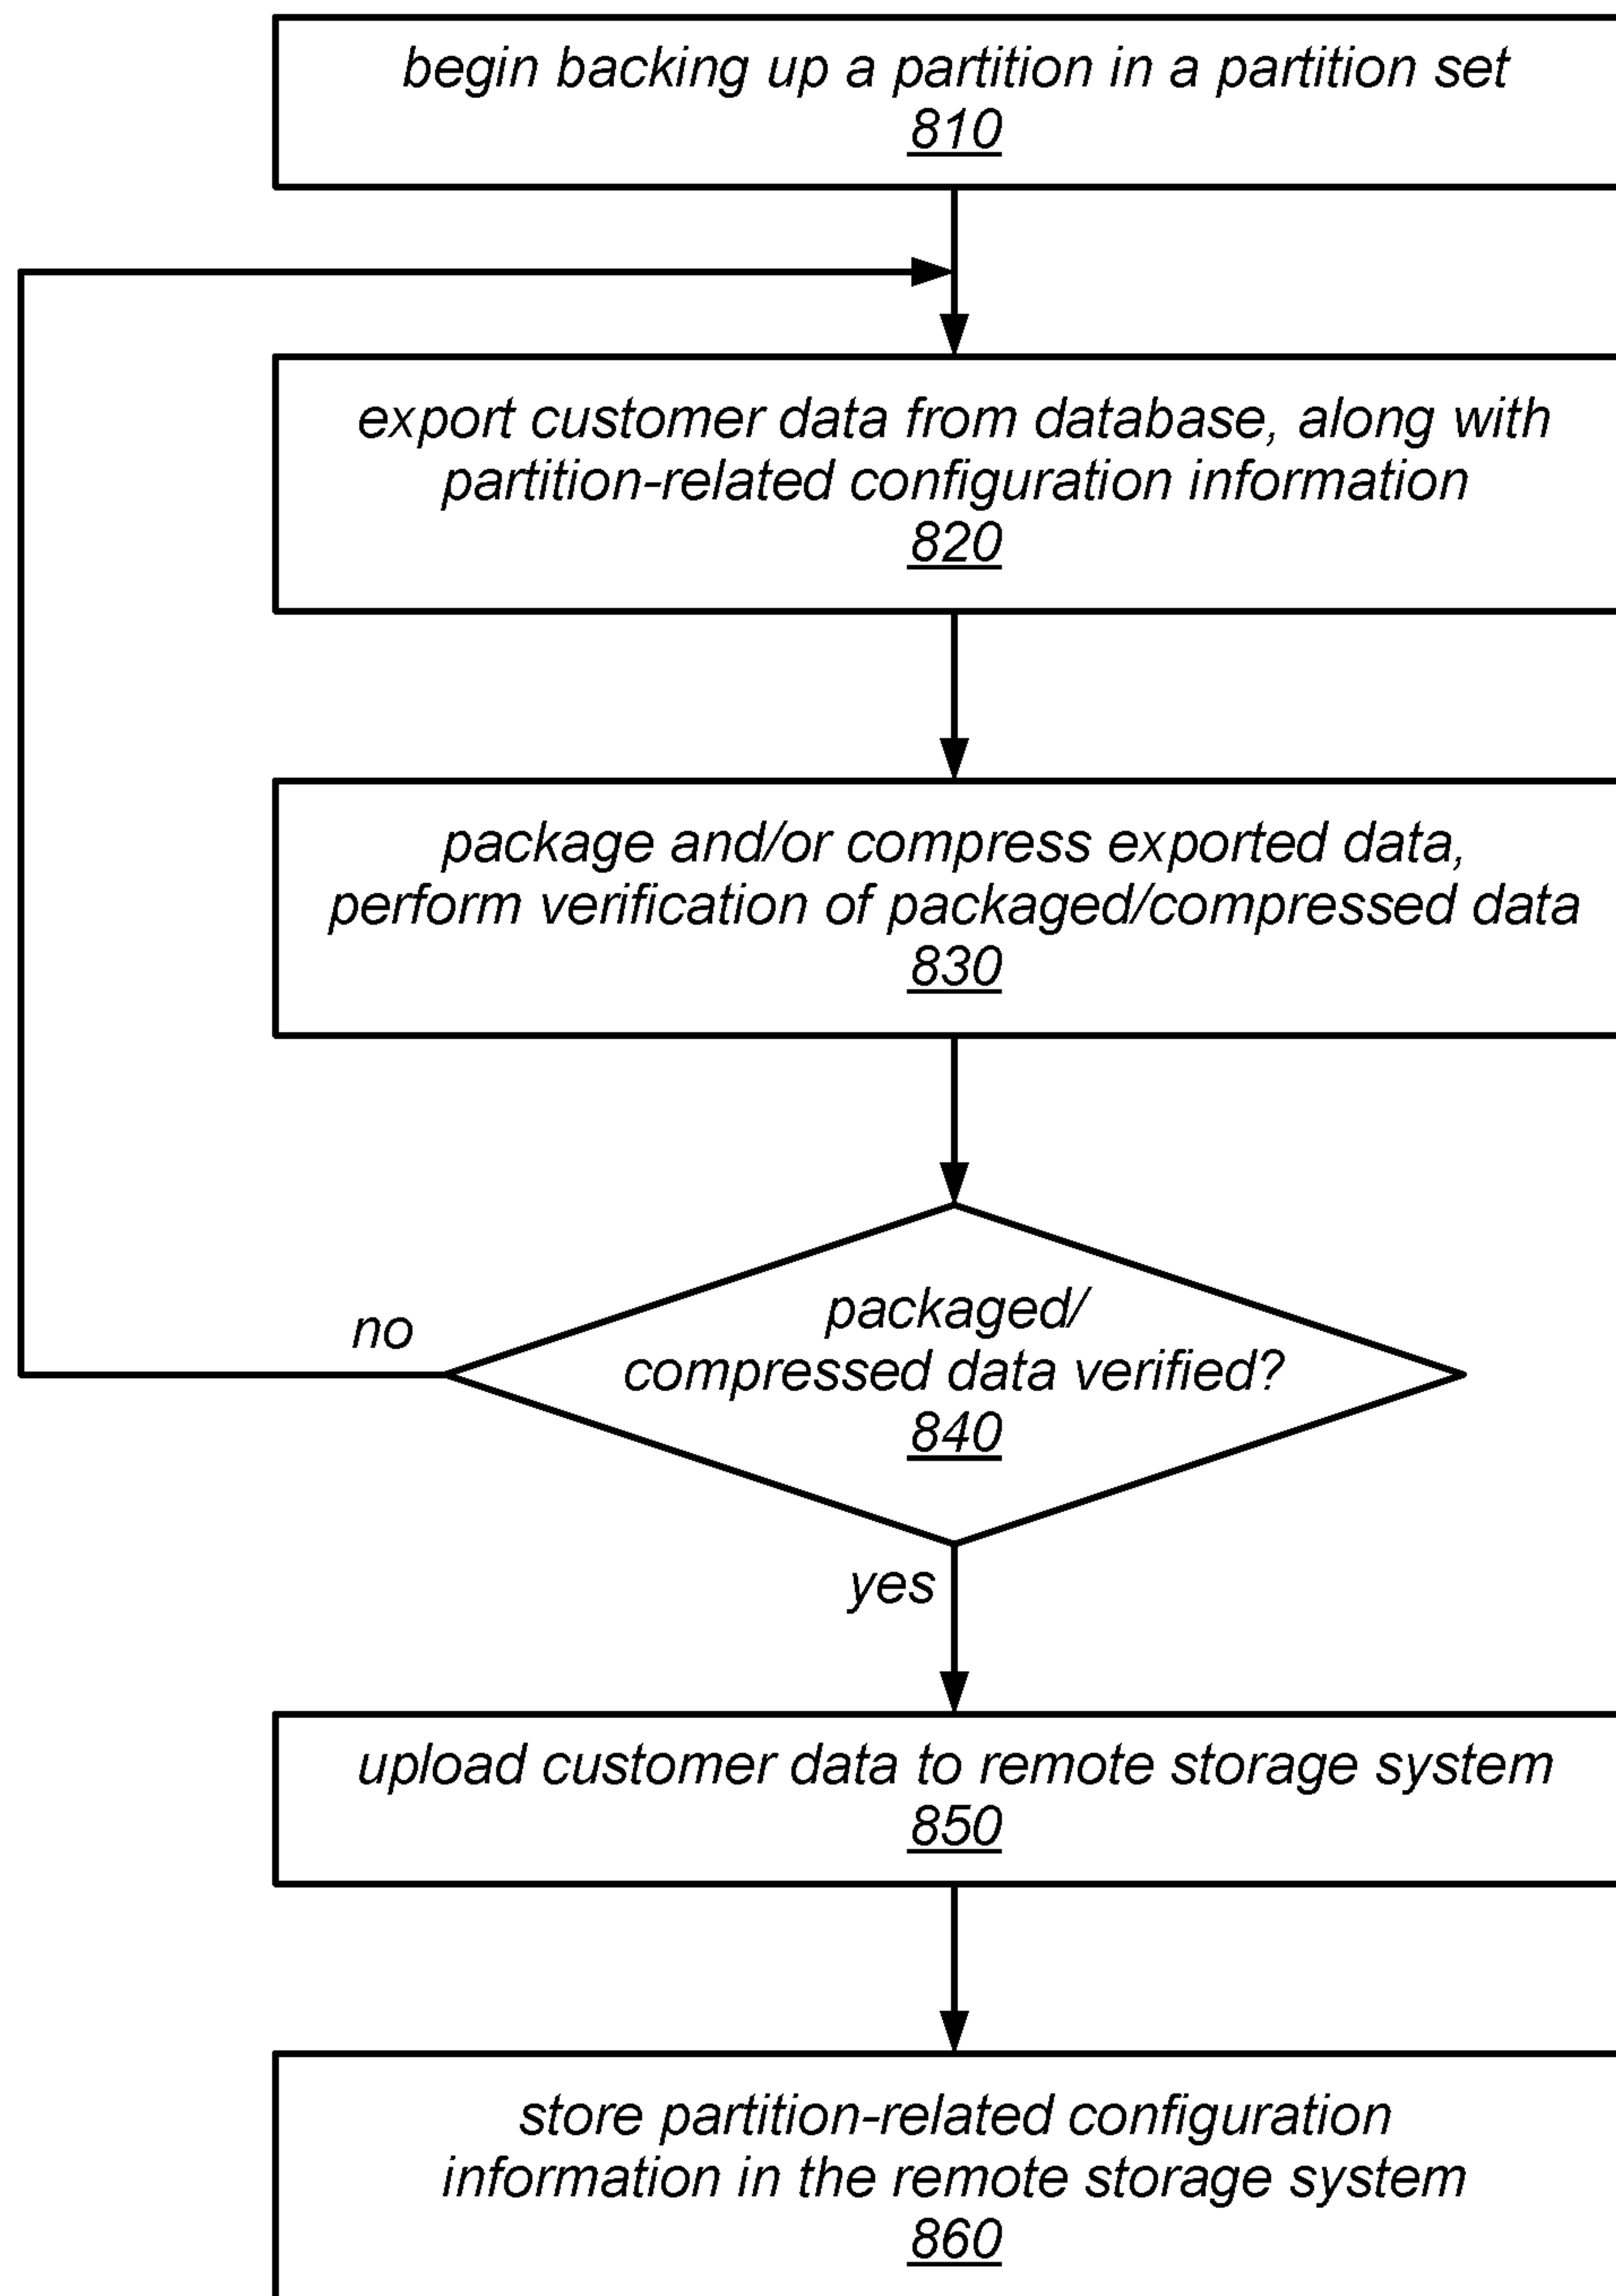 begin backing up a partition in a partition set
810
export customer data from database, along with
partition-related configuration information
820
package and/or compress exported data,
perform verification of packaged/compressed data
830
packaged/
compressed data verified?
840
no
yes
upload customer data to remote storage system
850
store partition-related configuration
information in the remote storage system
860